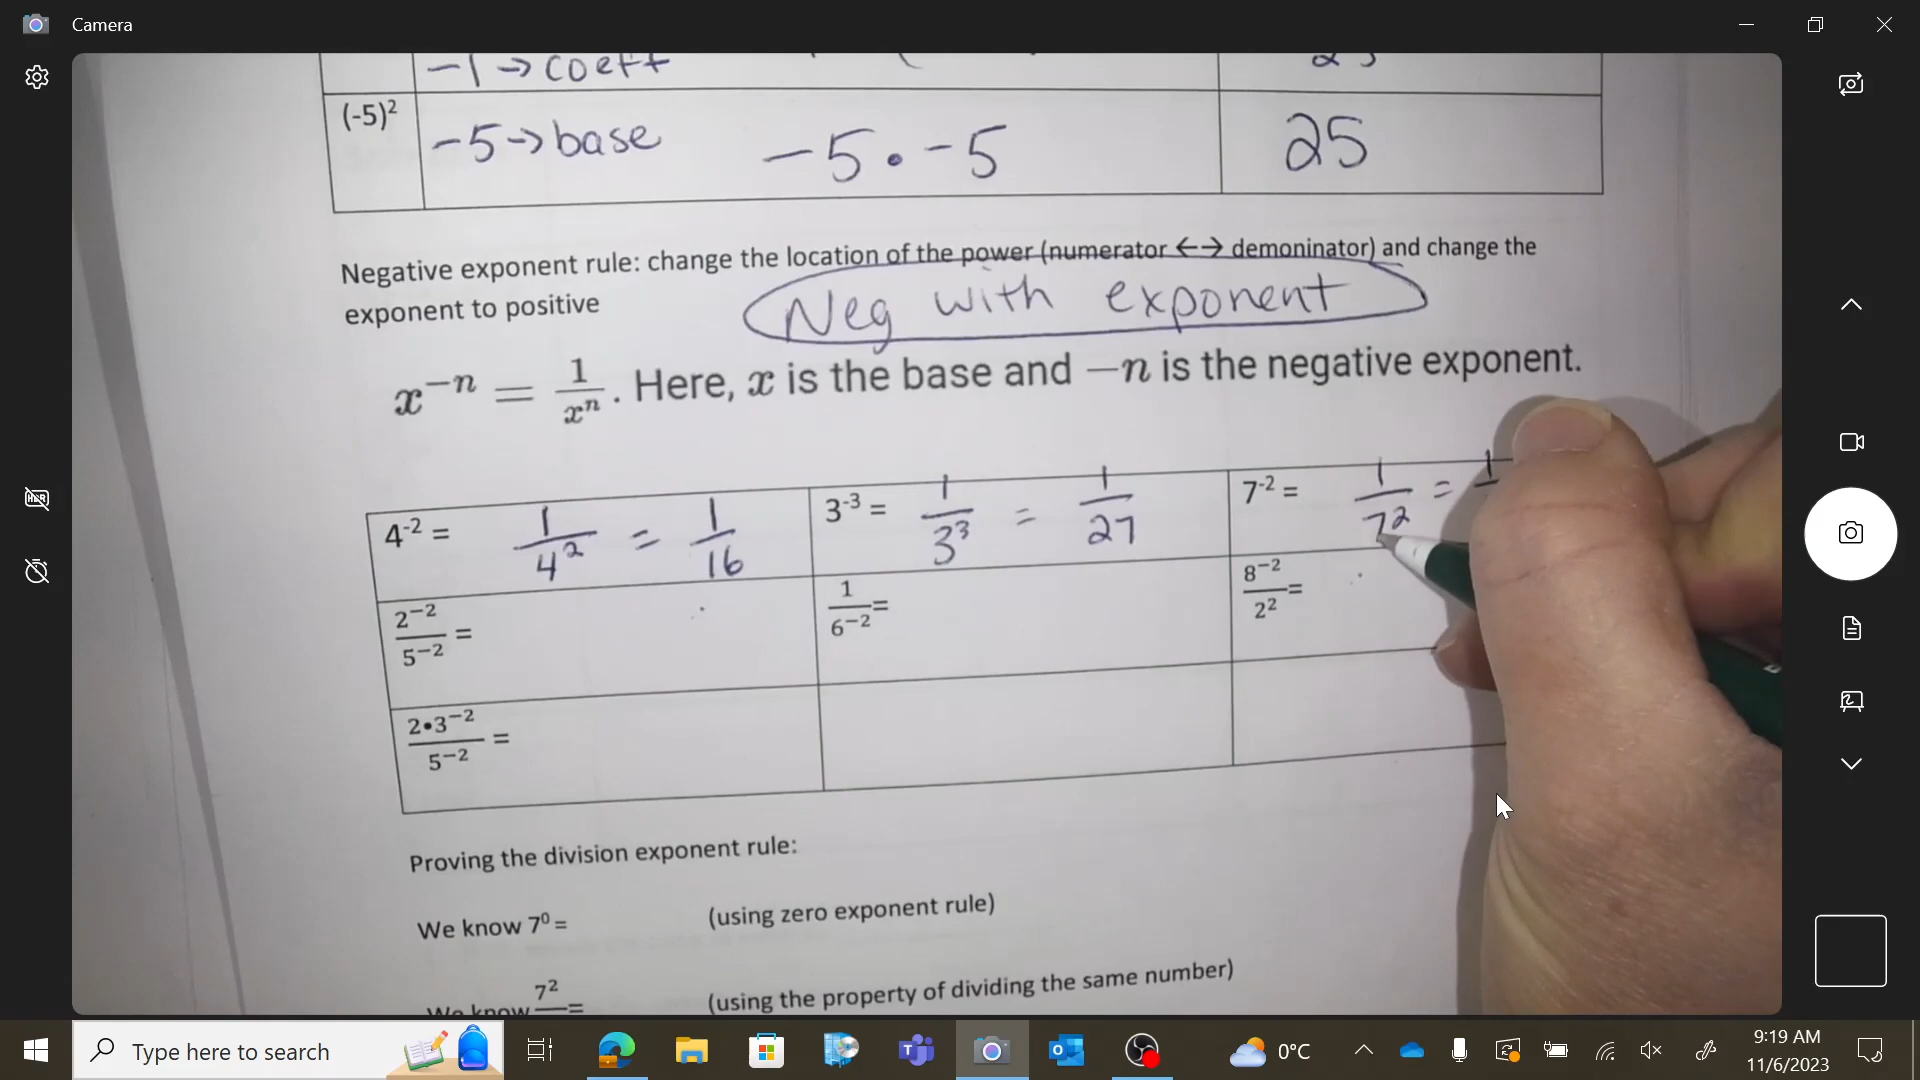 Camera
-1 → coeff
(-5)²
-5 → base
-5 • -5
25
Negative exponent rule: change the location of the power (numerator ←→ demoninator) and change the
exponent to positive
Neg with exponent
x⁻ⁿ = 1/xⁿ. Here, x is the base and −n is the negative exponent.
4⁻² = 1/4² = 1/16
3⁻³ = 1/3³ = 1/27
7⁻² = 1/7² = 1
2⁻²/5⁻² =
1/6⁻² =
8⁻²/2² =
2•3⁻²/5⁻² =
Proving the division exponent rule:
We know 7⁰ = (using zero exponent rule)
We know 7²/ = (using the property of dividing the same number)
Type here to search
0°C
9:19 AM
11/6/2023